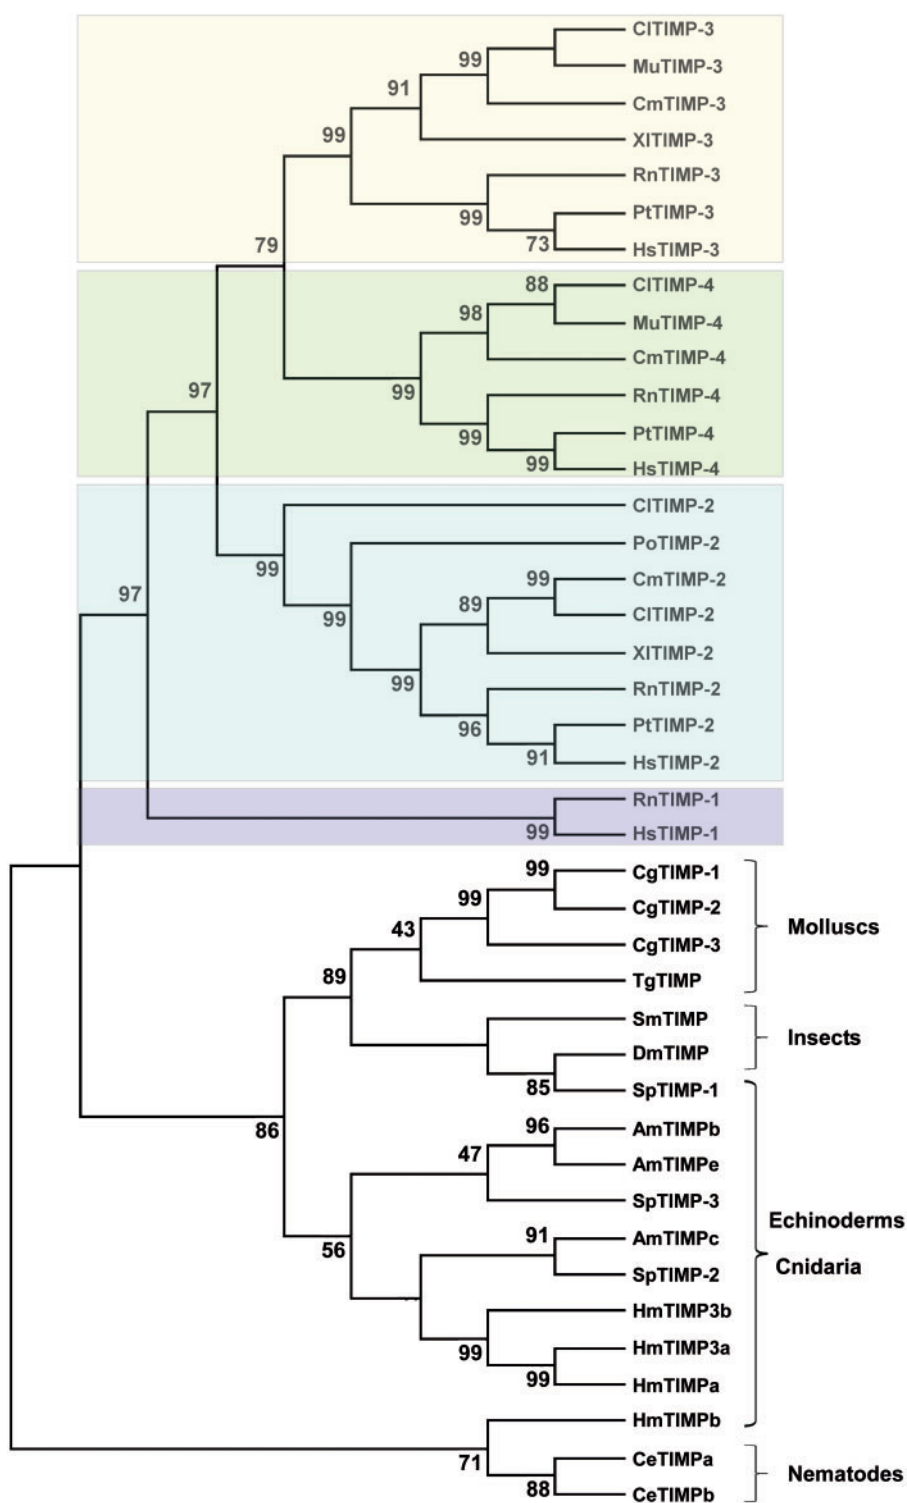 ClTIMP-3
99
MuTIMP-3
91
CmTIMP-3
99
XlTIMP-3
RnTIMP-3
99
PtTIMP-3
73
HsTIMP-3
79
ClTIMP-4
88
MuTIMP-4
98
CmTIMP-4
99
RnTIMP-4
97
99
PtTIMP-4
99
HsTIMP-4
ClTIMP-2
PoTIMP-2
99
CmTIMP-2
99
97
89
ClTIMP-2
99
XlTIMP-2
99
RnTIMP-2
96
PtTIMP-2
91
HsTIMP-2
RnTIMP-1
99
HsTIMP-1
99
CgTIMP-1
99
CgTIMP-2
43
Molluscs
CgTIMP-3
89
TgTIMP
SmTIMP
Insects
DmTIMP
85
SpTIMP-1
86
96
AmTIMPb
47
AmTIMPe
SpTIMP-3
Echinoderms
91
AmTIMPc
56
Cnidaria
SpTIMP-2
HmTIMP3b
99
HmTIMP3a
99
HmTIMPa
HmTIMPb
71
CeTIMPa
Nematodes
88
CeTIMPb